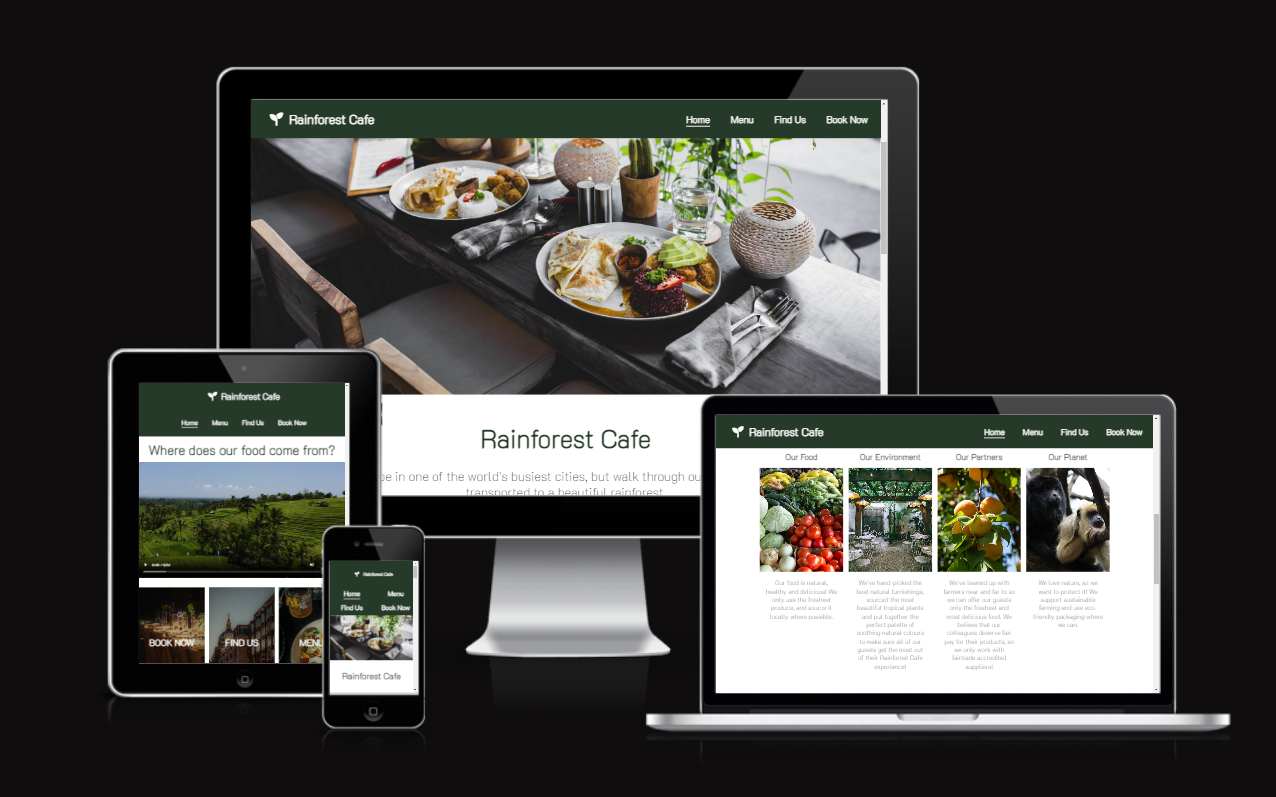 Rainforest Cafe
Home Menu Find Us Book Now
Rainforest Cafe
be in one of the world's busiest cities, but walk through ou
transported to a beautiful rainforest
Rainforest Cafe
Home Menu Find Us Book Now
Where does our food come from?
BOOK NOW FIND US MENU
Rainforest Cafe
Home Menu
Find Us Book Now
Rainforest Cafe
Rainforest Cafe
Home Menu Find Us Book Now
Our Food
Our food is natural,
healthy and delicious! We
only use the freshest
produce, and source it
locally where possible.
Our Environment
We've hand-picked the
best natural furnishings,
sourced the most
beautiful tropical plants
and put together the
perfect palette of
soothing natural colours
to make sure all of our
guests get the most out
of their Rainforest Cafe
experience!
Our Partners
We've teamed up with
farmers near and far to so
we can offer our guests
only the freshest and
most delicious food. We
believe that our
colleagues deserve fair
pay for their products, so
we only work with
fairtrade accredited
suppliers!
Our Planet
We love nature, so we
want to protect it! We
support sustainable
farming and use eco-
friendly packaging where
we can.